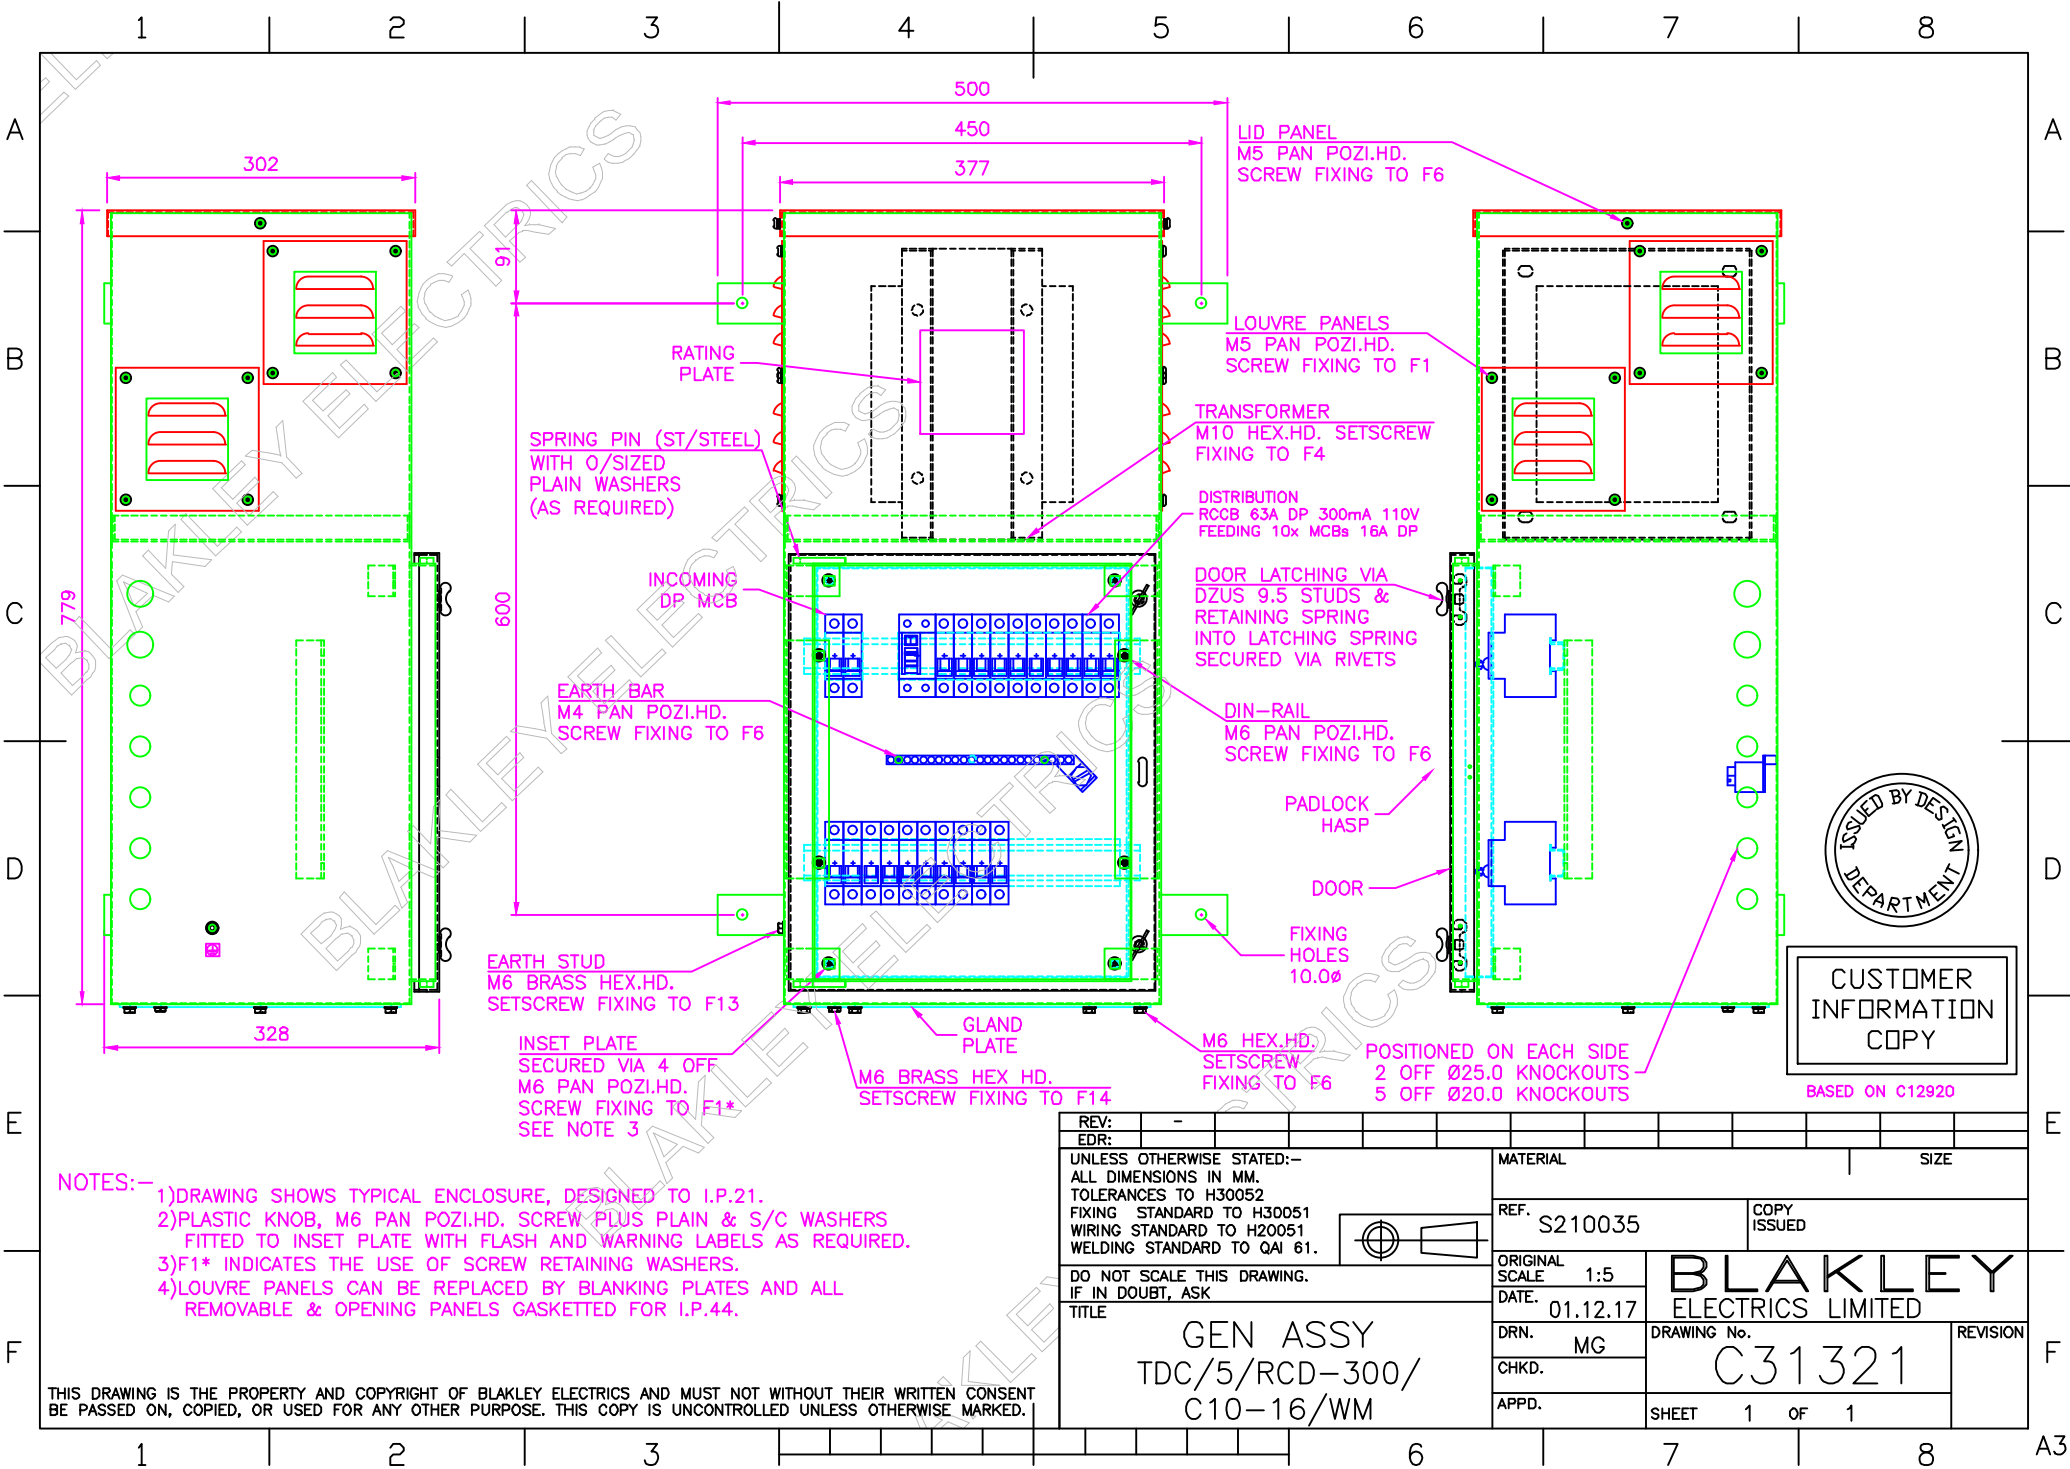 1 2 3 4 5 6 7 8
A A
B B
C C
D D
E E
F F
1 2 3 6 7 8
A3
302
779
328
500
450
377
91
600
LID PANEL
M5 PAN POZI.HD.
SCREW FIXING TO F6
LOUVRE PANELS
M5 PAN POZI.HD.
SCREW FIXING TO F1
RATING
PLATE
TRANSFORMER
M10 HEX.HD. SETSCREW
FIXING TO F4
SPRING PIN (ST/STEEL)
WITH O/SIZED
PLAIN WASHERS
(AS REQUIRED)
DISTRIBUTION
RCCB 63A DP 300mA 110V
FEEDING 10x MCBs 16A DP
INCOMING
DP MCB
DOOR LATCHING VIA
DZUS 9.5 STUDS &
RETAINING SPRING
INTO LATCHING SPRING
SECURED VIA RIVETS
EARTH BAR
M4 PAN POZI.HD.
SCREW FIXING TO F6
DIN-RAIL
M6 PAN POZI.HD.
SCREW FIXING TO F6
PADLOCK
HASP
DOOR
FIXING
HOLES
10.0ø
EARTH STUD
M6 BRASS HEX.HD.
SETSCREW FIXING TO F13
INSET PLATE
SECURED VIA 4 OFF
M6 PAN POZI.HD.
SCREW FIXING TO F1*
SEE NOTE 3
GLAND
PLATE
M6 BRASS HEX HD.
SETSCREW FIXING TO F14
M6 HEX.HD.
SETSCREW
FIXING TO F6
POSITIONED ON EACH SIDE
2 OFF Ø25.0 KNOCKOUTS
5 OFF Ø20.0 KNOCKOUTS
ISSUED BY DESIGN
DEPARTMENT
CUSTOMER
INFORMATION
COPY
BASED ON C12920
NOTES:-
1)DRAWING SHOWS TYPICAL ENCLOSURE, DESIGNED TO I.P.21.
2)PLASTIC KNOB, M6 PAN POZI.HD. SCREW PLUS PLAIN & S/C WASHERS
FITTED TO INSET PLATE WITH FLASH AND WARNING LABELS AS REQUIRED.
3)F1* INDICATES THE USE OF SCREW RETAINING WASHERS.
4)LOUVRE PANELS CAN BE REPLACED BY BLANKING PLATES AND ALL
REMOVABLE & OPENING PANELS GASKETTED FOR I.P.44.
THIS DRAWING IS THE PROPERTY AND COPYRIGHT OF BLAKLEY ELECTRICS AND MUST NOT WITHOUT THEIR WRITTEN CONSENT
BE PASSED ON, COPIED, OR USED FOR ANY OTHER PURPOSE. THIS COPY IS UNCONTROLLED UNLESS OTHERWISE MARKED.
REV: -
EDR:
UNLESS OTHERWISE STATED:-
ALL DIMENSIONS IN MM.
TOLERANCES TO H30052
FIXING STANDARD TO H30051
WIRING STANDARD TO H20051
WELDING STANDARD TO QAI 61.
DO NOT SCALE THIS DRAWING.
IF IN DOUBT, ASK
TITLE
GEN ASSY
TDC/5/RCD-300/
C10-16/WM
MATERIAL
SIZE
REF. S210035
COPY
ISSUED
ORIGINAL
SCALE 1:5
DATE. 01.12.17
DRN. MG
CHKD.
APPD.
BLAKLEY
ELECTRICS LIMITED
DRAWING No.
C31321
REVISION
SHEET 1 OF 1
BLAKLEY ELECTRICS
BLAKLEY ELECTRICS
BLAKLEY ELECTRICS
BLAKLEY ELECTRICS